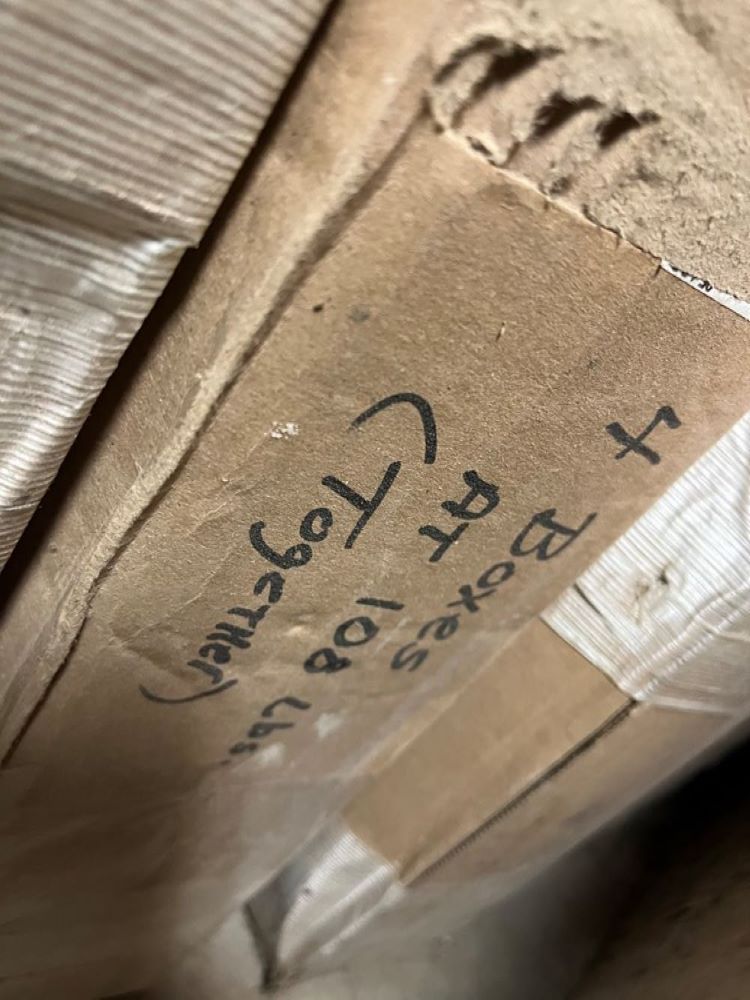 4 Boxes
AT 108 Lbs.
(TogeTHer)